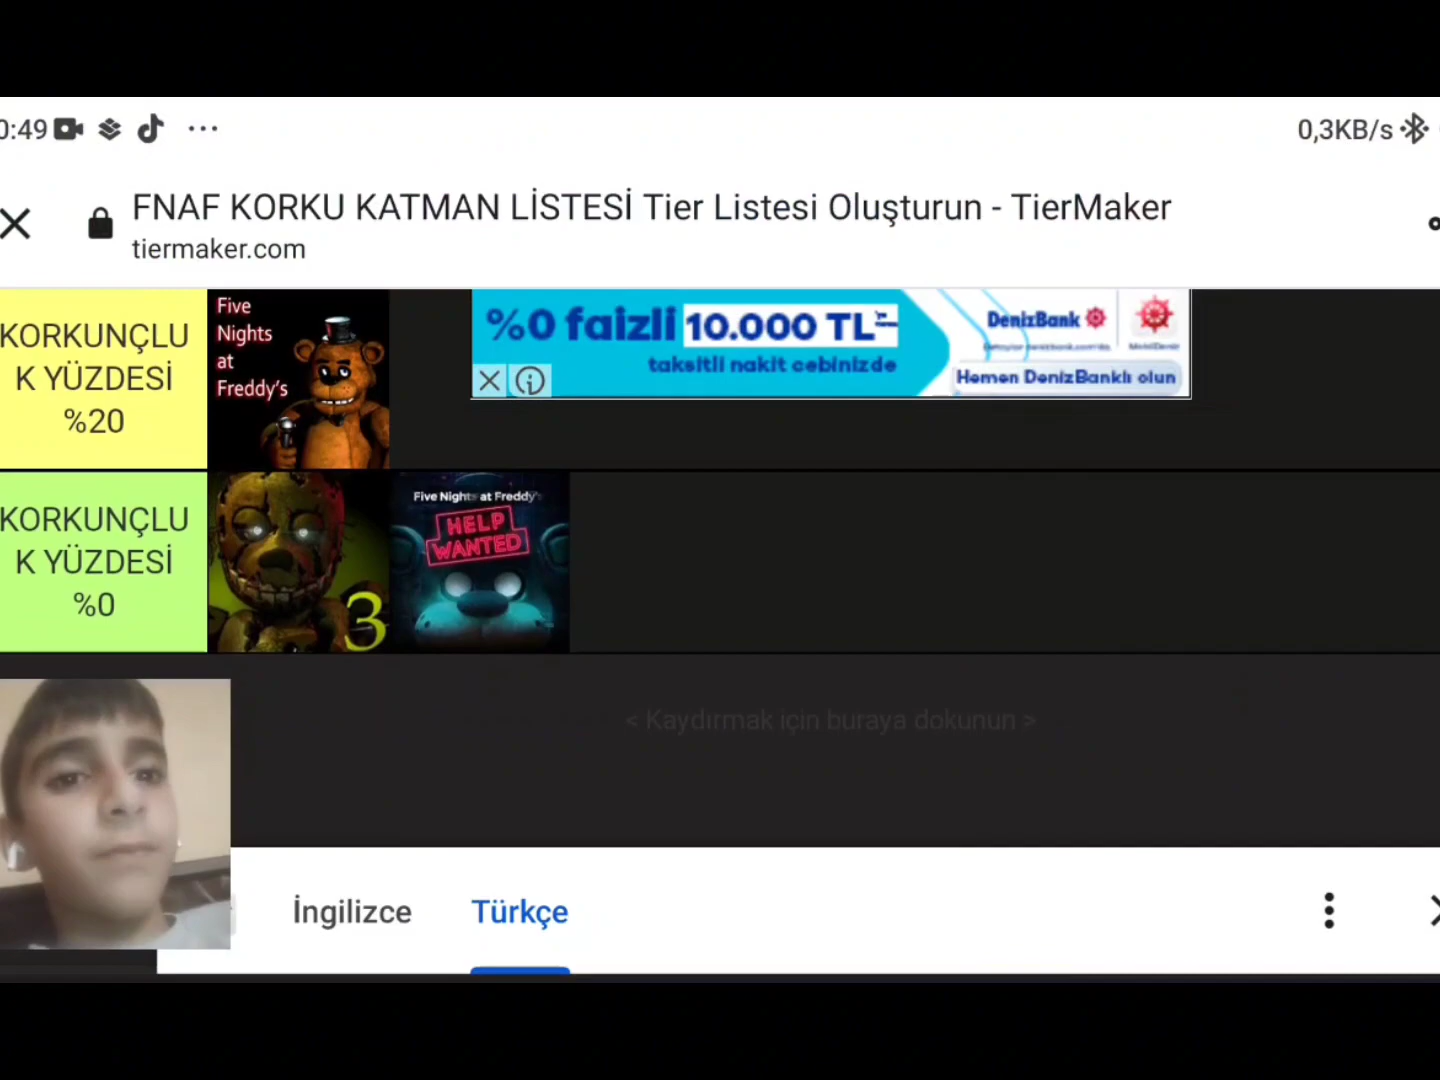 0:49
0,3KB/s
FNAF KORKU KATMAN LİSTESİ Tier Listesi Oluşturun - TierMaker
tiermaker.com
KORKUNÇLU
K YÜZDESİ
%20
Five
Nights
at
Freddy's
%0 faizli 10.000 TL
taksitli nakit cebinizde
DenizBank
Hemen DenizBanklı olun
KORKUNÇLU
K YÜZDESİ
%0
3
Five Nights at Freddy's
HELP
WANTED
< Kaydırmak için buraya dokunun >
İngilizce
Türkçe